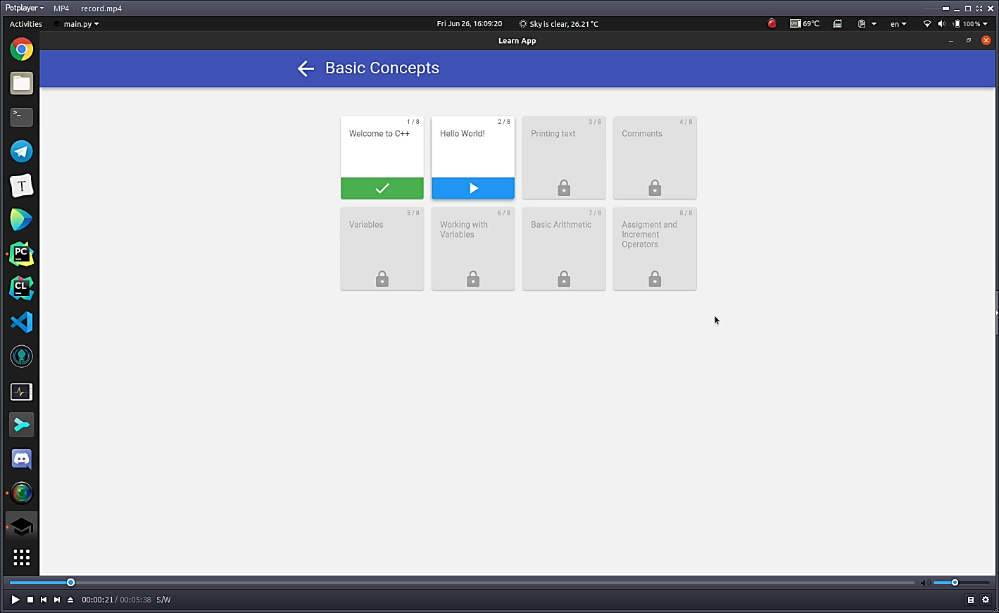 Potplayer MP4 record.mp4
Activities main.py Fri Jun 26, 16:09:20 Sky is clear, 26.21 °C CPU 69°C en 100 %
Learn App
Basic Concepts
1 / 8
Welcome to C++
2 / 8
Hello World!
3 / 8
Printing text
4 / 8
Comments
5 / 8
Variables
6 / 8
Working with
Variables
7 / 8
Basic Arithmetic
8 / 8
Assigment and
Increment
Operators
>_
T
PC
CL
00:00:21 / 00:05:38 S/W